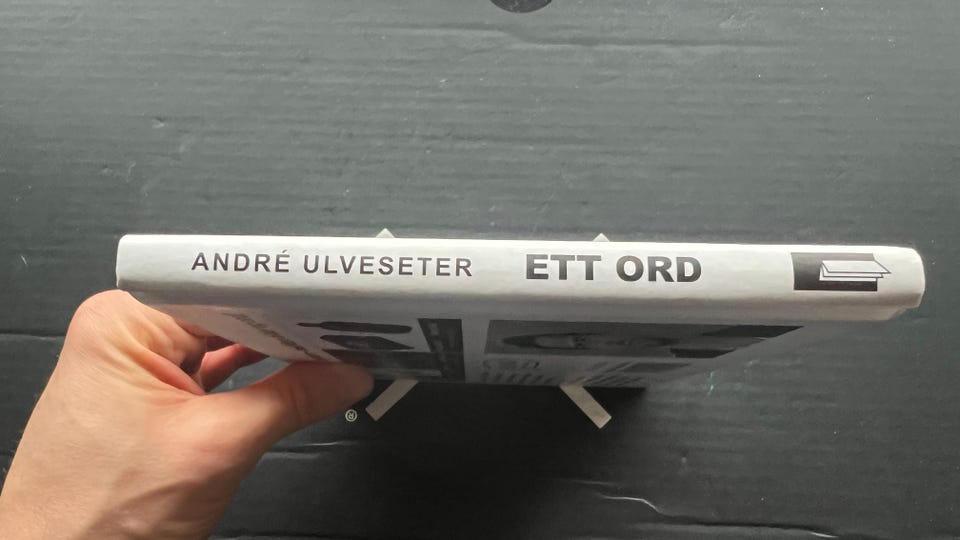 ANDRÉ ULVESETER ETT ORD
®